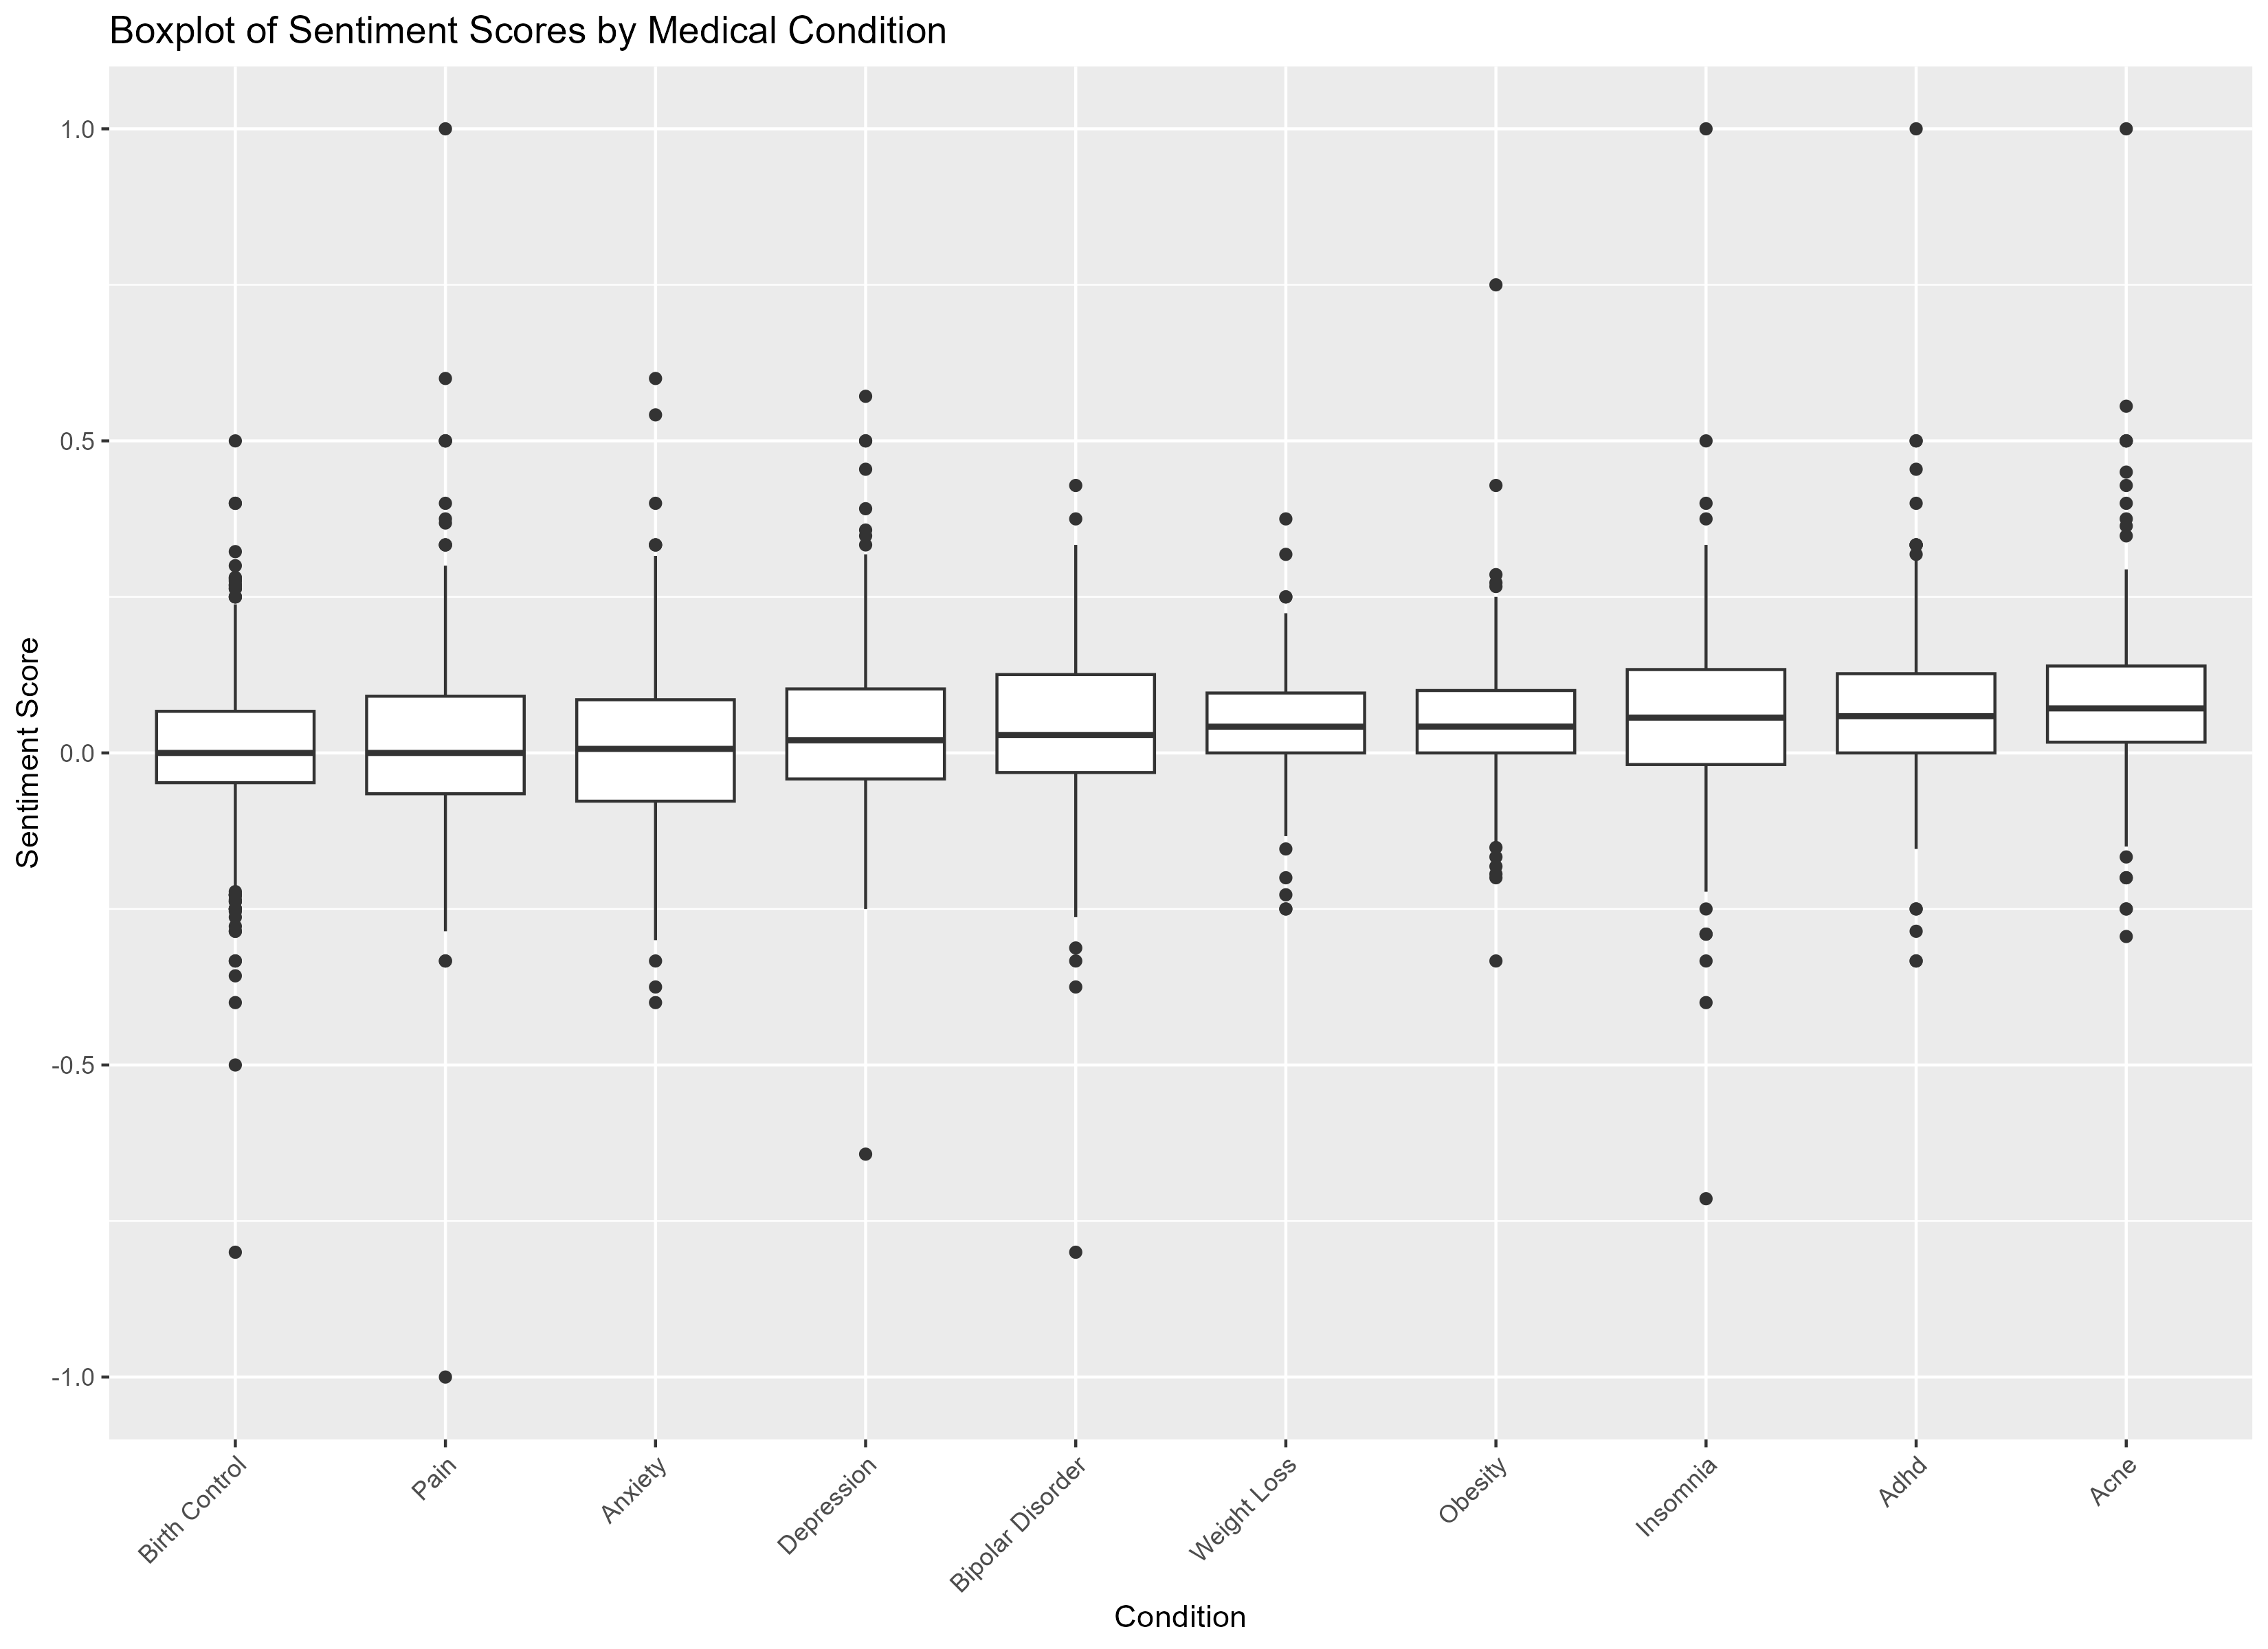 Boxplot of Sentiment Scores by Medical Condition
Sentiment Score
1.0
0.5
0.0
-0.5
-1.0
Birth Control
Pain
Anxiety
Depression
Bipolar Disorder
Weight Loss
Obesity
Insomnia
Adhd
Acne
Condition